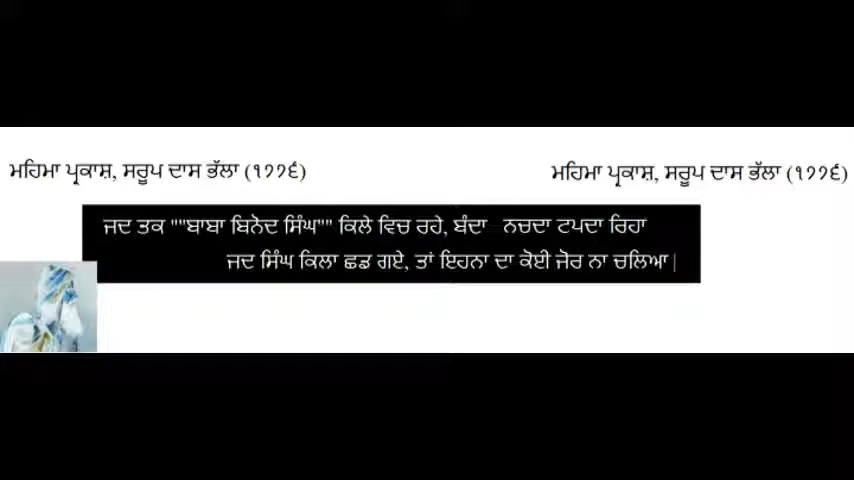 ਮਹਿਮਾ ਪ੍ਰਕਾਸ਼, ਸਰੂਪ ਦਾਸ ਭੱਲਾ (੧੭੭੬) ਮਹਿਮਾ ਪ੍ਰਕਾਸ਼, ਸਰੂਪ ਦਾਸ ਭੱਲਾ (੧੭੭੬)
ਜਦ ਤਕ ""ਬਾਬਾ ਬਿਨੋਦ ਸਿੰਘ"" ਕਿਲੇ ਵਿਚ ਰਹੇ, ਬੰਦਾ ਨਚਦਾ ਟਪਦਾ ਰਿਹਾ
ਜਦ ਸਿੰਘ ਕਿਲਾ ਛਡ ਗਏ, ਤਾਂ ਇਹਨਾ ਦਾ ਕੋਈ ਜੋਰ ਨਾ ਚਲਿਆ |